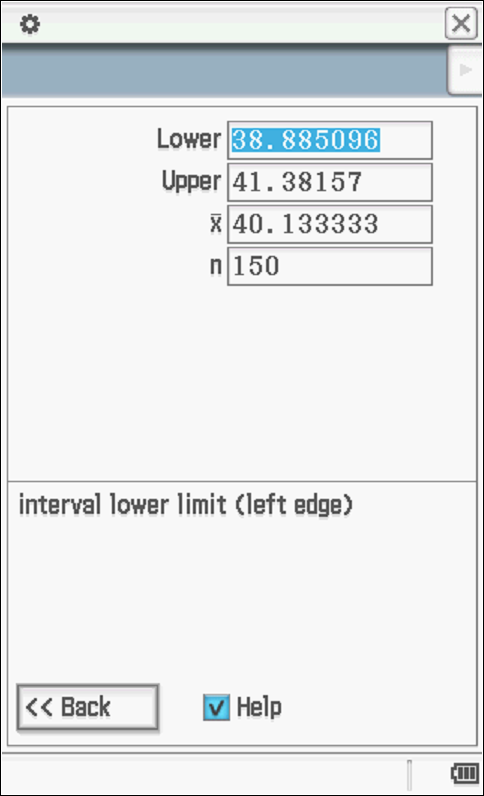 Lower 38.885096
Upper 41.38157
x̄ 40.133333
n 150
interval lower limit (left edge)
<< Back Help